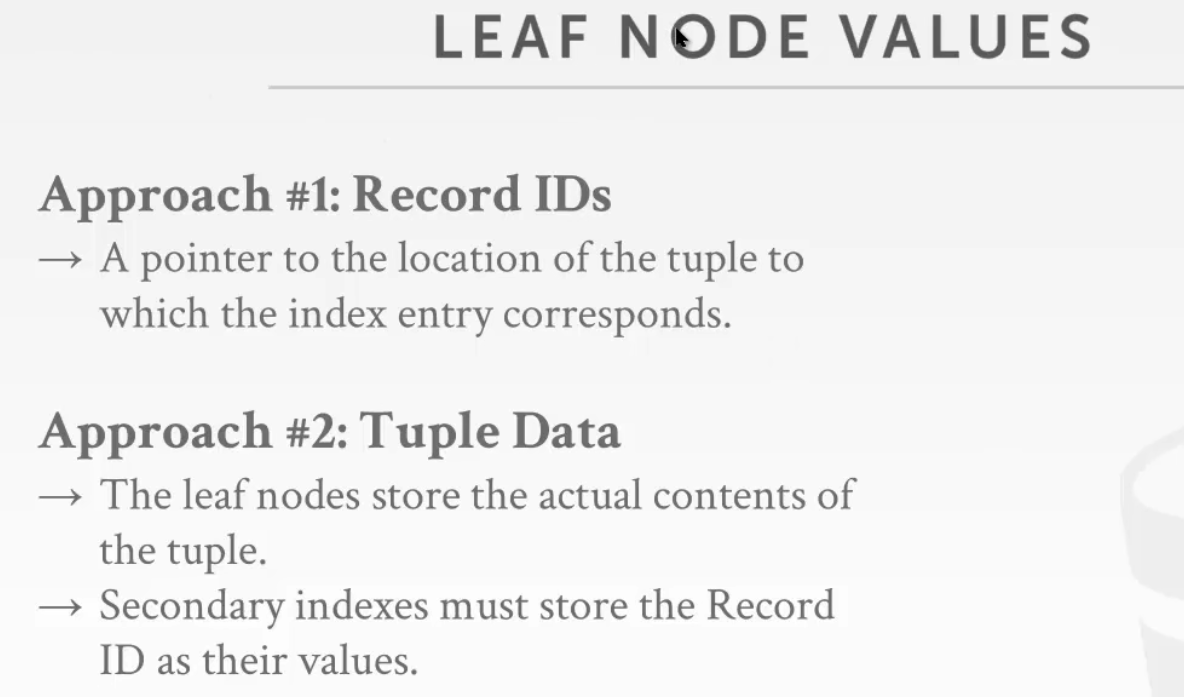 LEAF NODE VALUES
Approach #1: Record IDs
→ A pointer to the location of the tuple to
which the index entry corresponds.
Approach #2: Tuple Data
→ The leaf nodes store the actual contents of
the tuple.
→ Secondary indexes must store the Record
ID as their values.